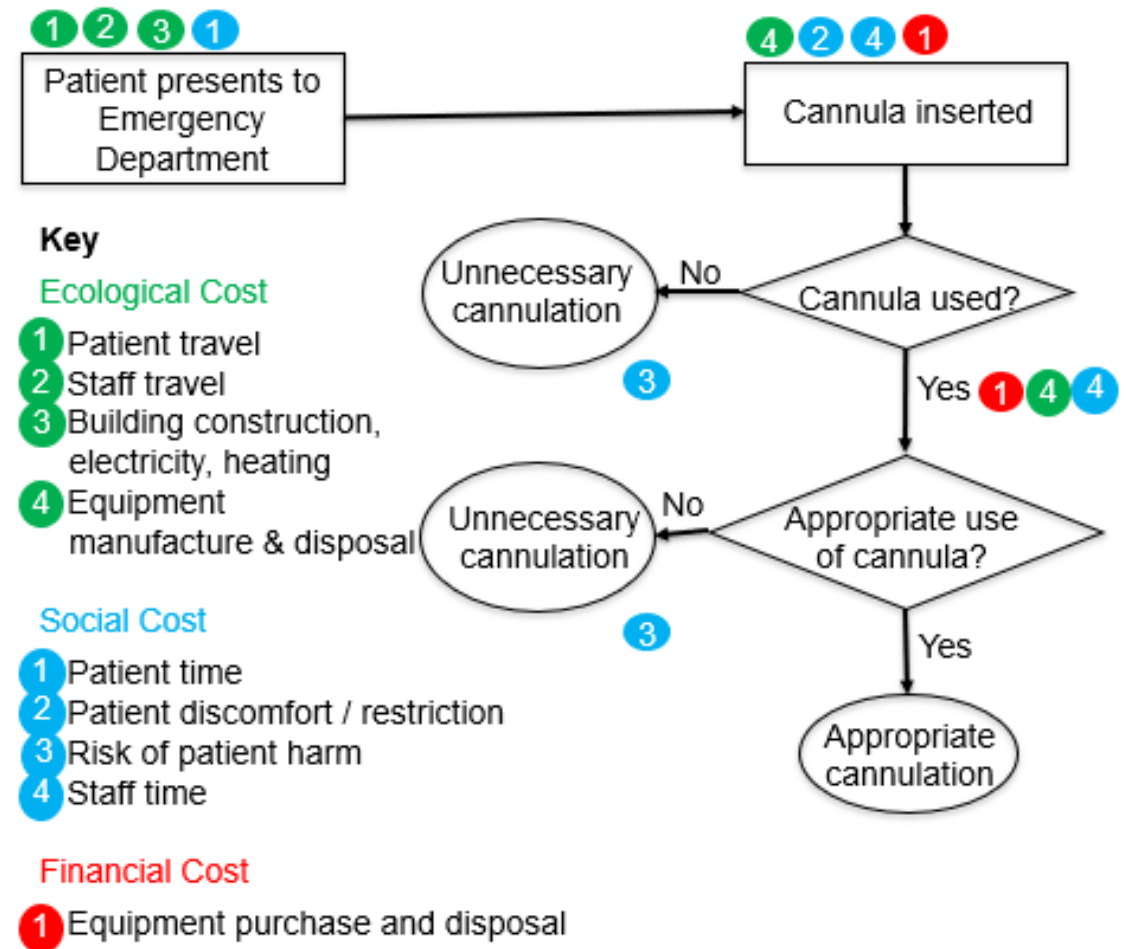 1 2 3 1
Patient presents to
Emergency
Department
4 2 4 1
Cannula inserted
Cannula used?
No
Unnecessary
cannulation
3
Yes 1 4 4
Appropriate use
of cannula?
No
Unnecessary
cannulation
3
Yes
Appropriate
cannulation
Key
Ecological Cost
1 Patient travel
2 Staff travel
3 Building construction,
electricity, heating
4 Equipment
manufacture & disposal
Social Cost
1 Patient time
2 Patient discomfort / restriction
3 Risk of patient harm
4 Staff time
Financial Cost
1 Equipment purchase and disposal